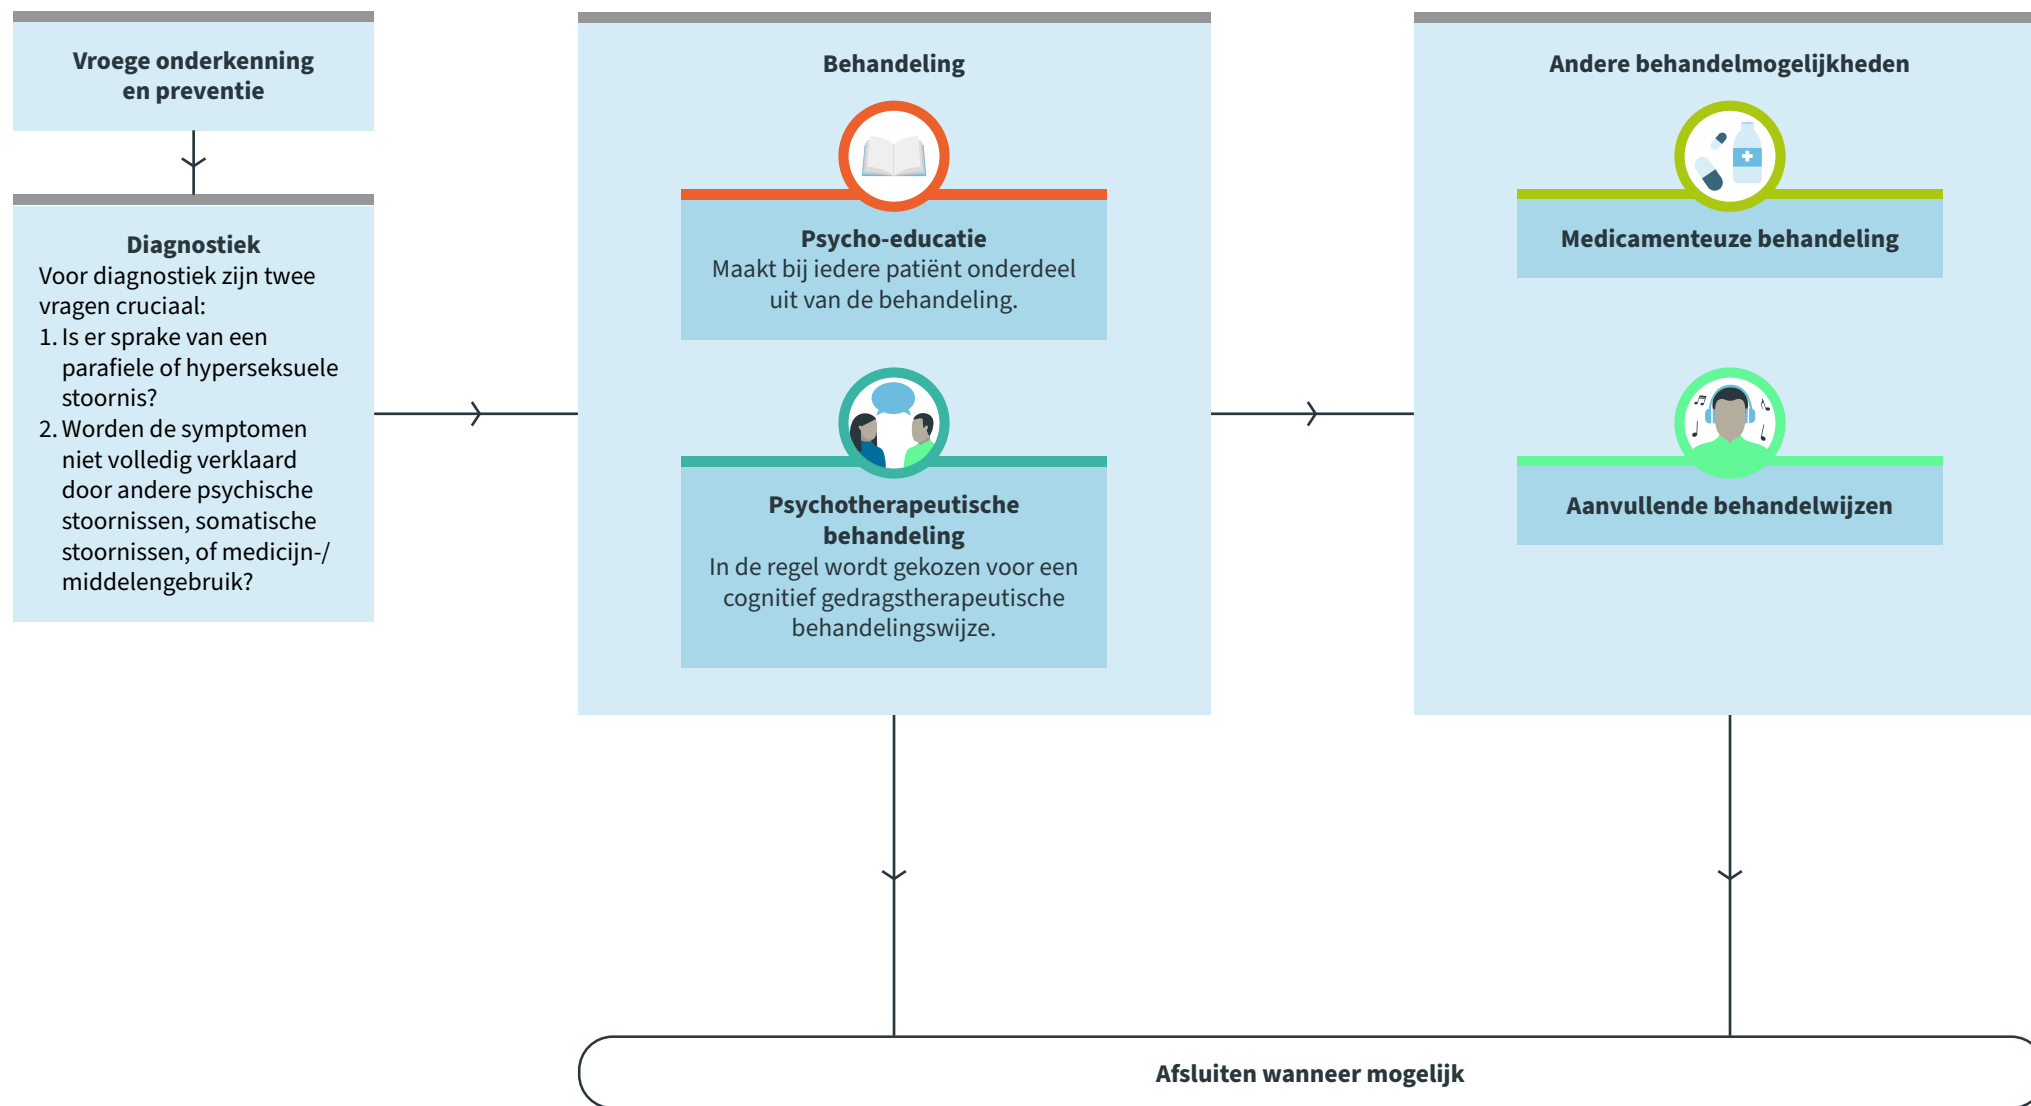 Vroege onderkenning
en preventie
Diagnostiek
Voor diagnostiek zijn twee
vragen cruciaal:
1. Is er sprake van een
parafiele of hyperseksuele
stoornis?
2. Worden de symptomen
niet volledig verklaard
door andere psychische
stoornissen, somatische
stoornissen, of medicijn-/
middelengebruik?
Behandeling
Psycho-educatie
Maakt bij iedere patiënt onderdeel
uit van de behandeling.
Psychotherapeutische
behandeling
In de regel wordt gekozen voor een
cognitief gedragstherapeutische
behandelingswijze.
Andere behandelmogelijkheden
Medicamenteuze behandeling
Aanvullende behandelwijzen
Afsluiten wanneer mogelijk